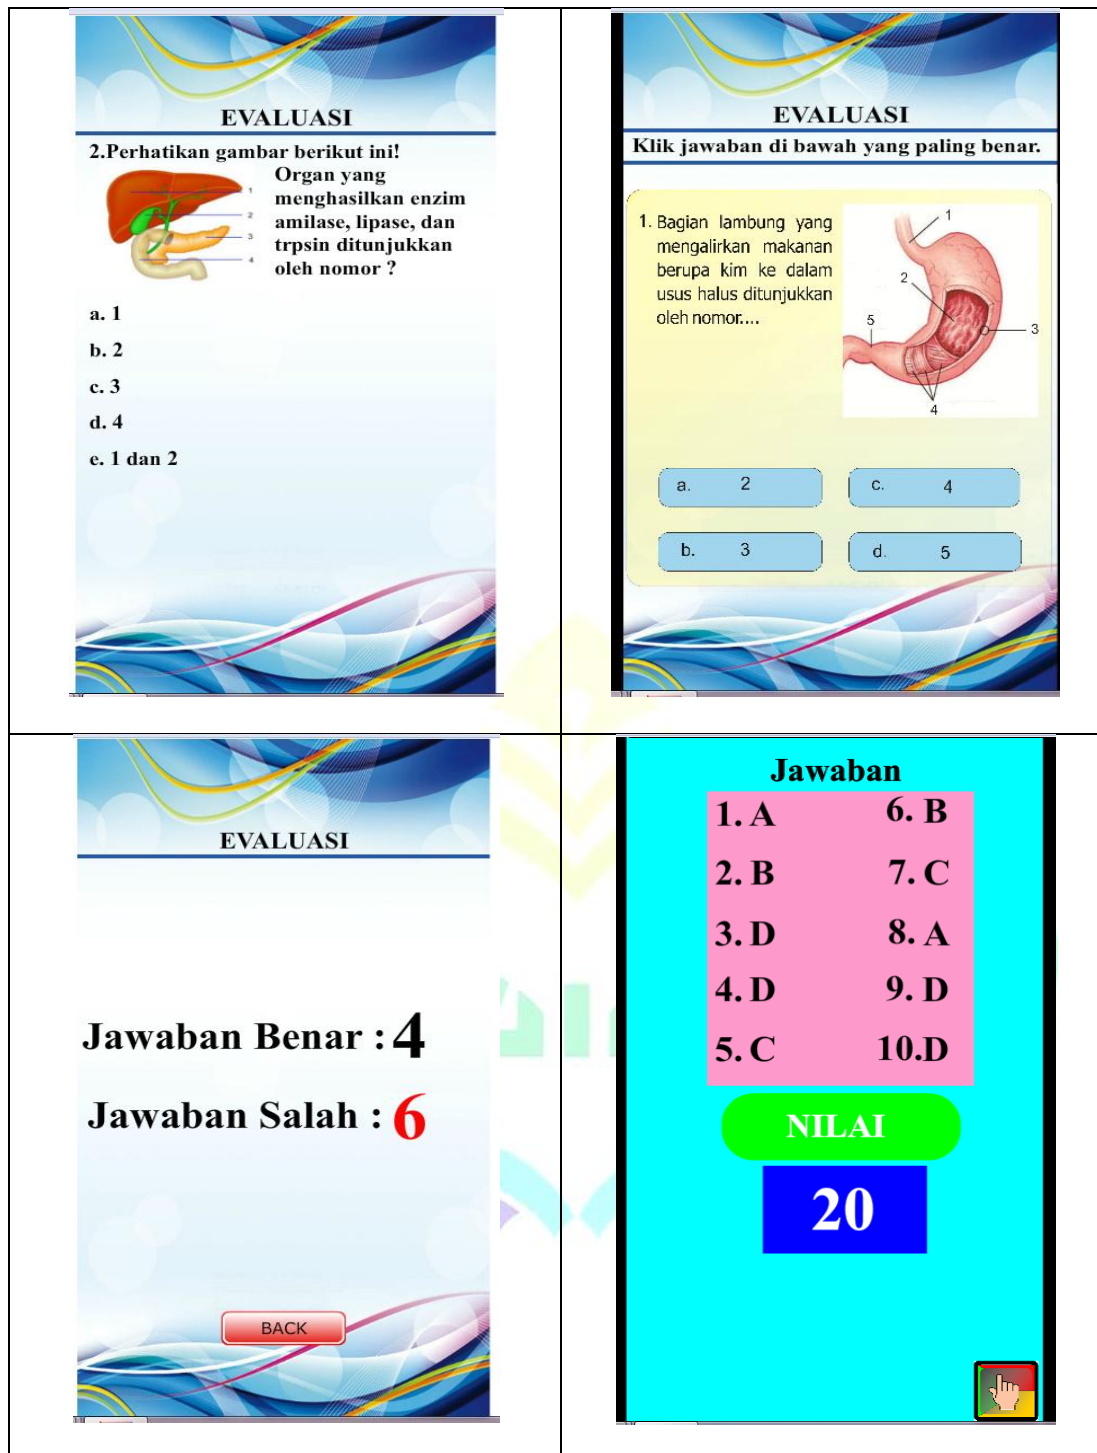 EVALUASI
2.Perhatikan gambar berikut ini!
Organ yang
menghasilkan enzim
amilase, lipase, dan
trpsin ditunjukkan
oleh nomor ?
1
2
3
4
a. 1
b. 2
c. 3
d. 4
e. 1 dan 2
EVALUASI
Klik jawaban di bawah yang paling benar.
1. Bagian lambung yang
mengalirkan makanan
berupa kim ke dalam
usus halus ditunjukkan
oleh nomor....
1
2
5
3
4
a. 2
c. 4
b. 3
d. 5
EVALUASI
Jawaban Benar : 4
Jawaban Salah : 6
BACK
Jawaban
1. A
6. B
2. B
7. C
3. D
8. A
4. D
9. D
5. C
10.D
NILAI
20